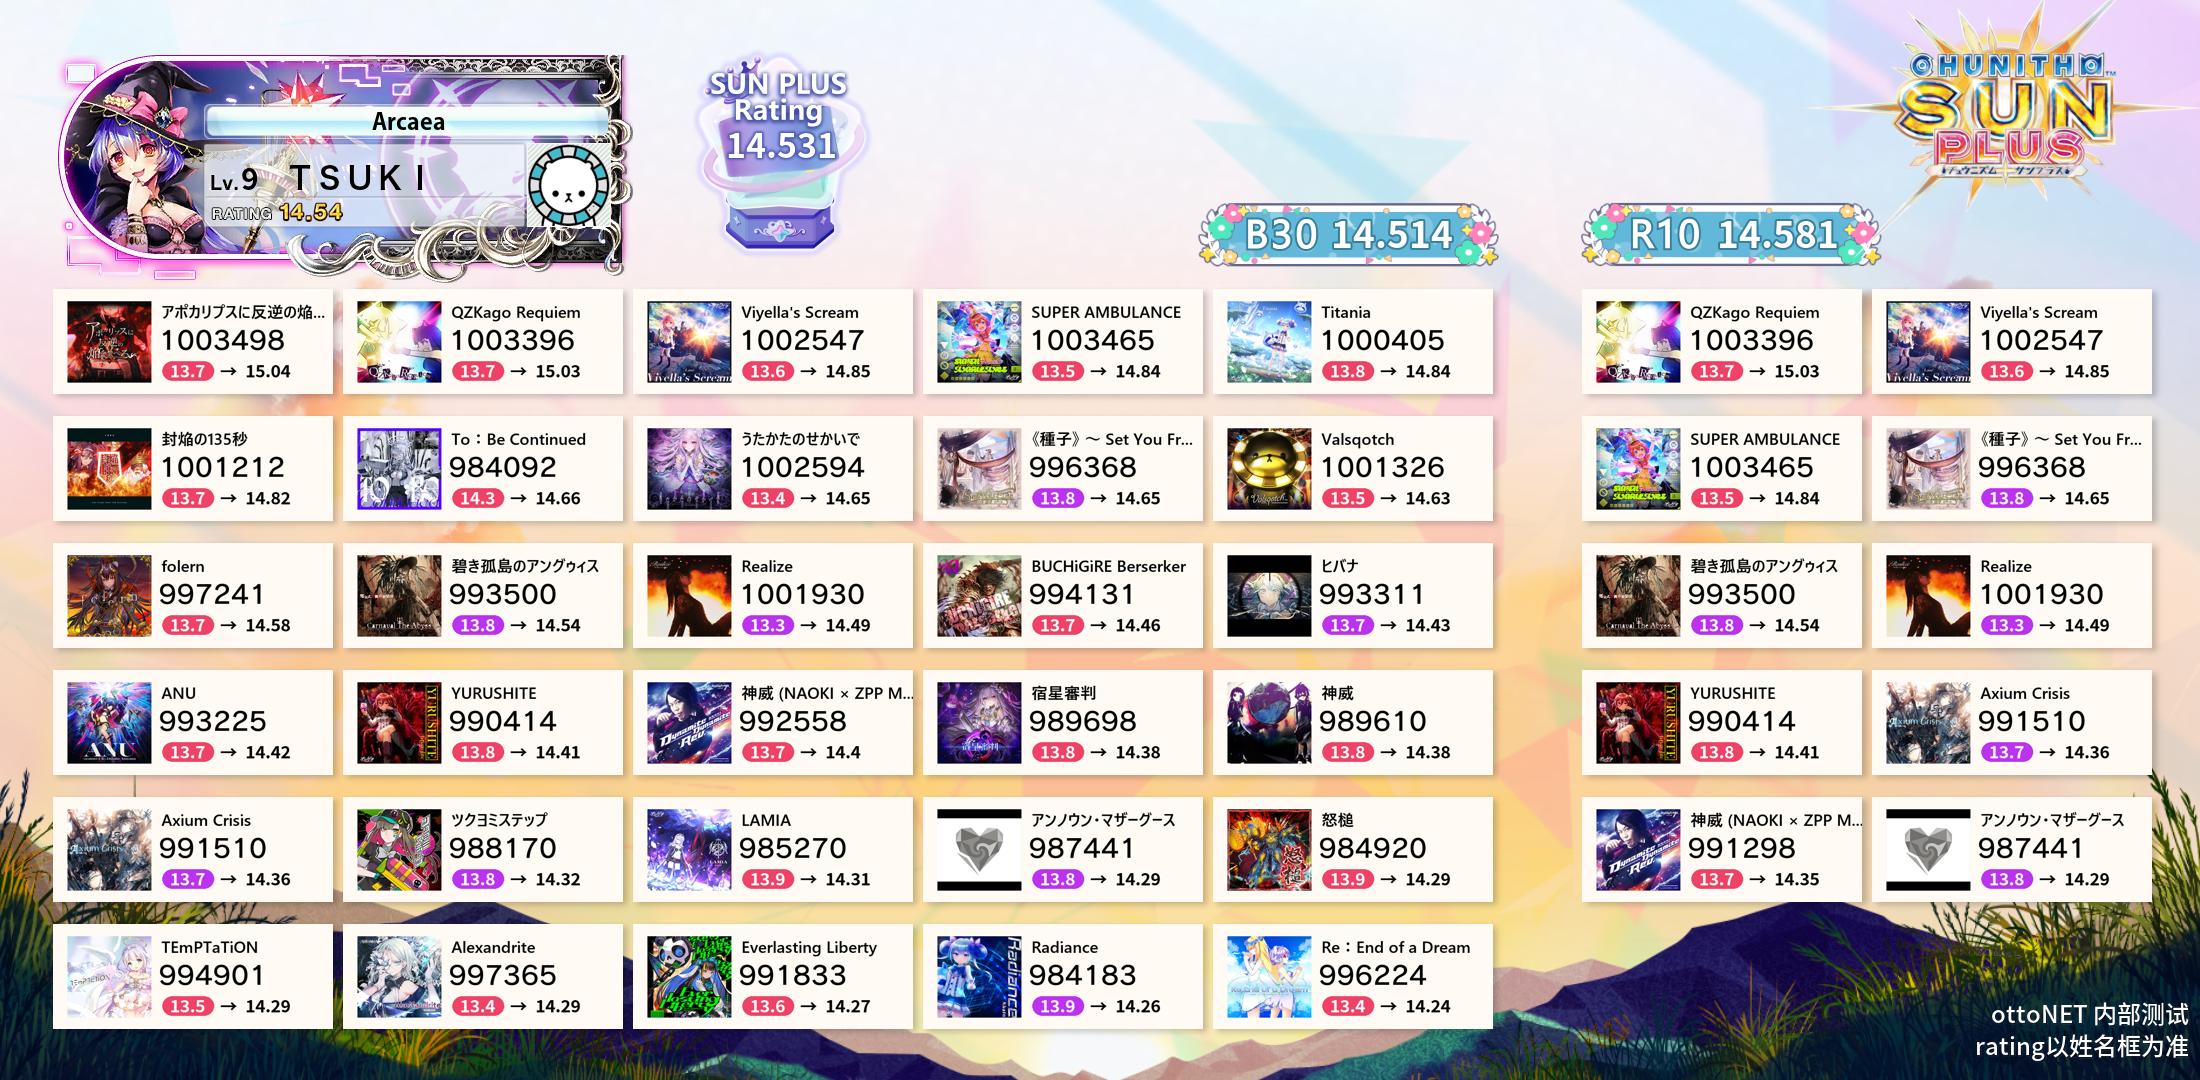 CHUNITHM
SUN
PLUS
チュウニズム サンプラス
Arcaea
Lv.9 TSUKI
RATING 14.54
SUN PLUS
Rating
14.531
B30 14.514
R10 14.581
アポカリプスに反逆の焔...
1003498
13.7 → 15.04
QZKago Requiem
1003396
13.7 → 15.03
Viyella's Scream
1002547
13.6 → 14.85
SUPER AMBULANCE
1003465
13.5 → 14.84
Titania
1000405
13.8 → 14.84
封焔の135秒
1001212
13.7 → 14.82
To：Be Continued
984092
14.3 → 14.66
うたかたのせかいで
1002594
13.4 → 14.65
《種子》～ Set You Fr...
996368
13.8 → 14.65
Valsqotch
1001326
13.5 → 14.63
folern
997241
13.7 → 14.58
碧き孤島のアングゥィス
993500
13.8 → 14.54
Realize
1001930
13.3 → 14.49
BUCHiGiRE Berserker
994131
13.7 → 14.46
ヒバナ
993311
13.7 → 14.43
ANU
993225
13.7 → 14.42
YURUSHITE
990414
13.8 → 14.41
神威 (NAOKI × ZPP M...
992558
13.7 → 14.4
宿星審判
989698
13.8 → 14.38
神威
989610
13.8 → 14.38
Axium Crisis
991510
13.7 → 14.36
ツクヨミステップ
988170
13.8 → 14.32
LAMIA
985270
13.9 → 14.31
アンノウン・マザーグース
987441
13.8 → 14.29
怒槌
984920
13.9 → 14.29
TEmPTaTiON
994901
13.5 → 14.29
Alexandrite
997365
13.4 → 14.29
Everlasting Liberty
991833
13.6 → 14.27
Radiance
984183
13.9 → 14.26
Re：End of a Dream
996224
13.4 → 14.24
QZKago Requiem
1003396
13.7 → 15.03
Viyella's Scream
1002547
13.6 → 14.85
SUPER AMBULANCE
1003465
13.5 → 14.84
《種子》～ Set You Fr...
996368
13.8 → 14.65
碧き孤島のアングゥィス
993500
13.8 → 14.54
Realize
1001930
13.3 → 14.49
YURUSHITE
990414
13.8 → 14.41
Axium Crisis
991510
13.7 → 14.36
神威 (NAOKI × ZPP M...
991298
13.7 → 14.35
アンノウン・マザーグース
987441
13.8 → 14.29
ottoNET 内部测试
rating以姓名框为准